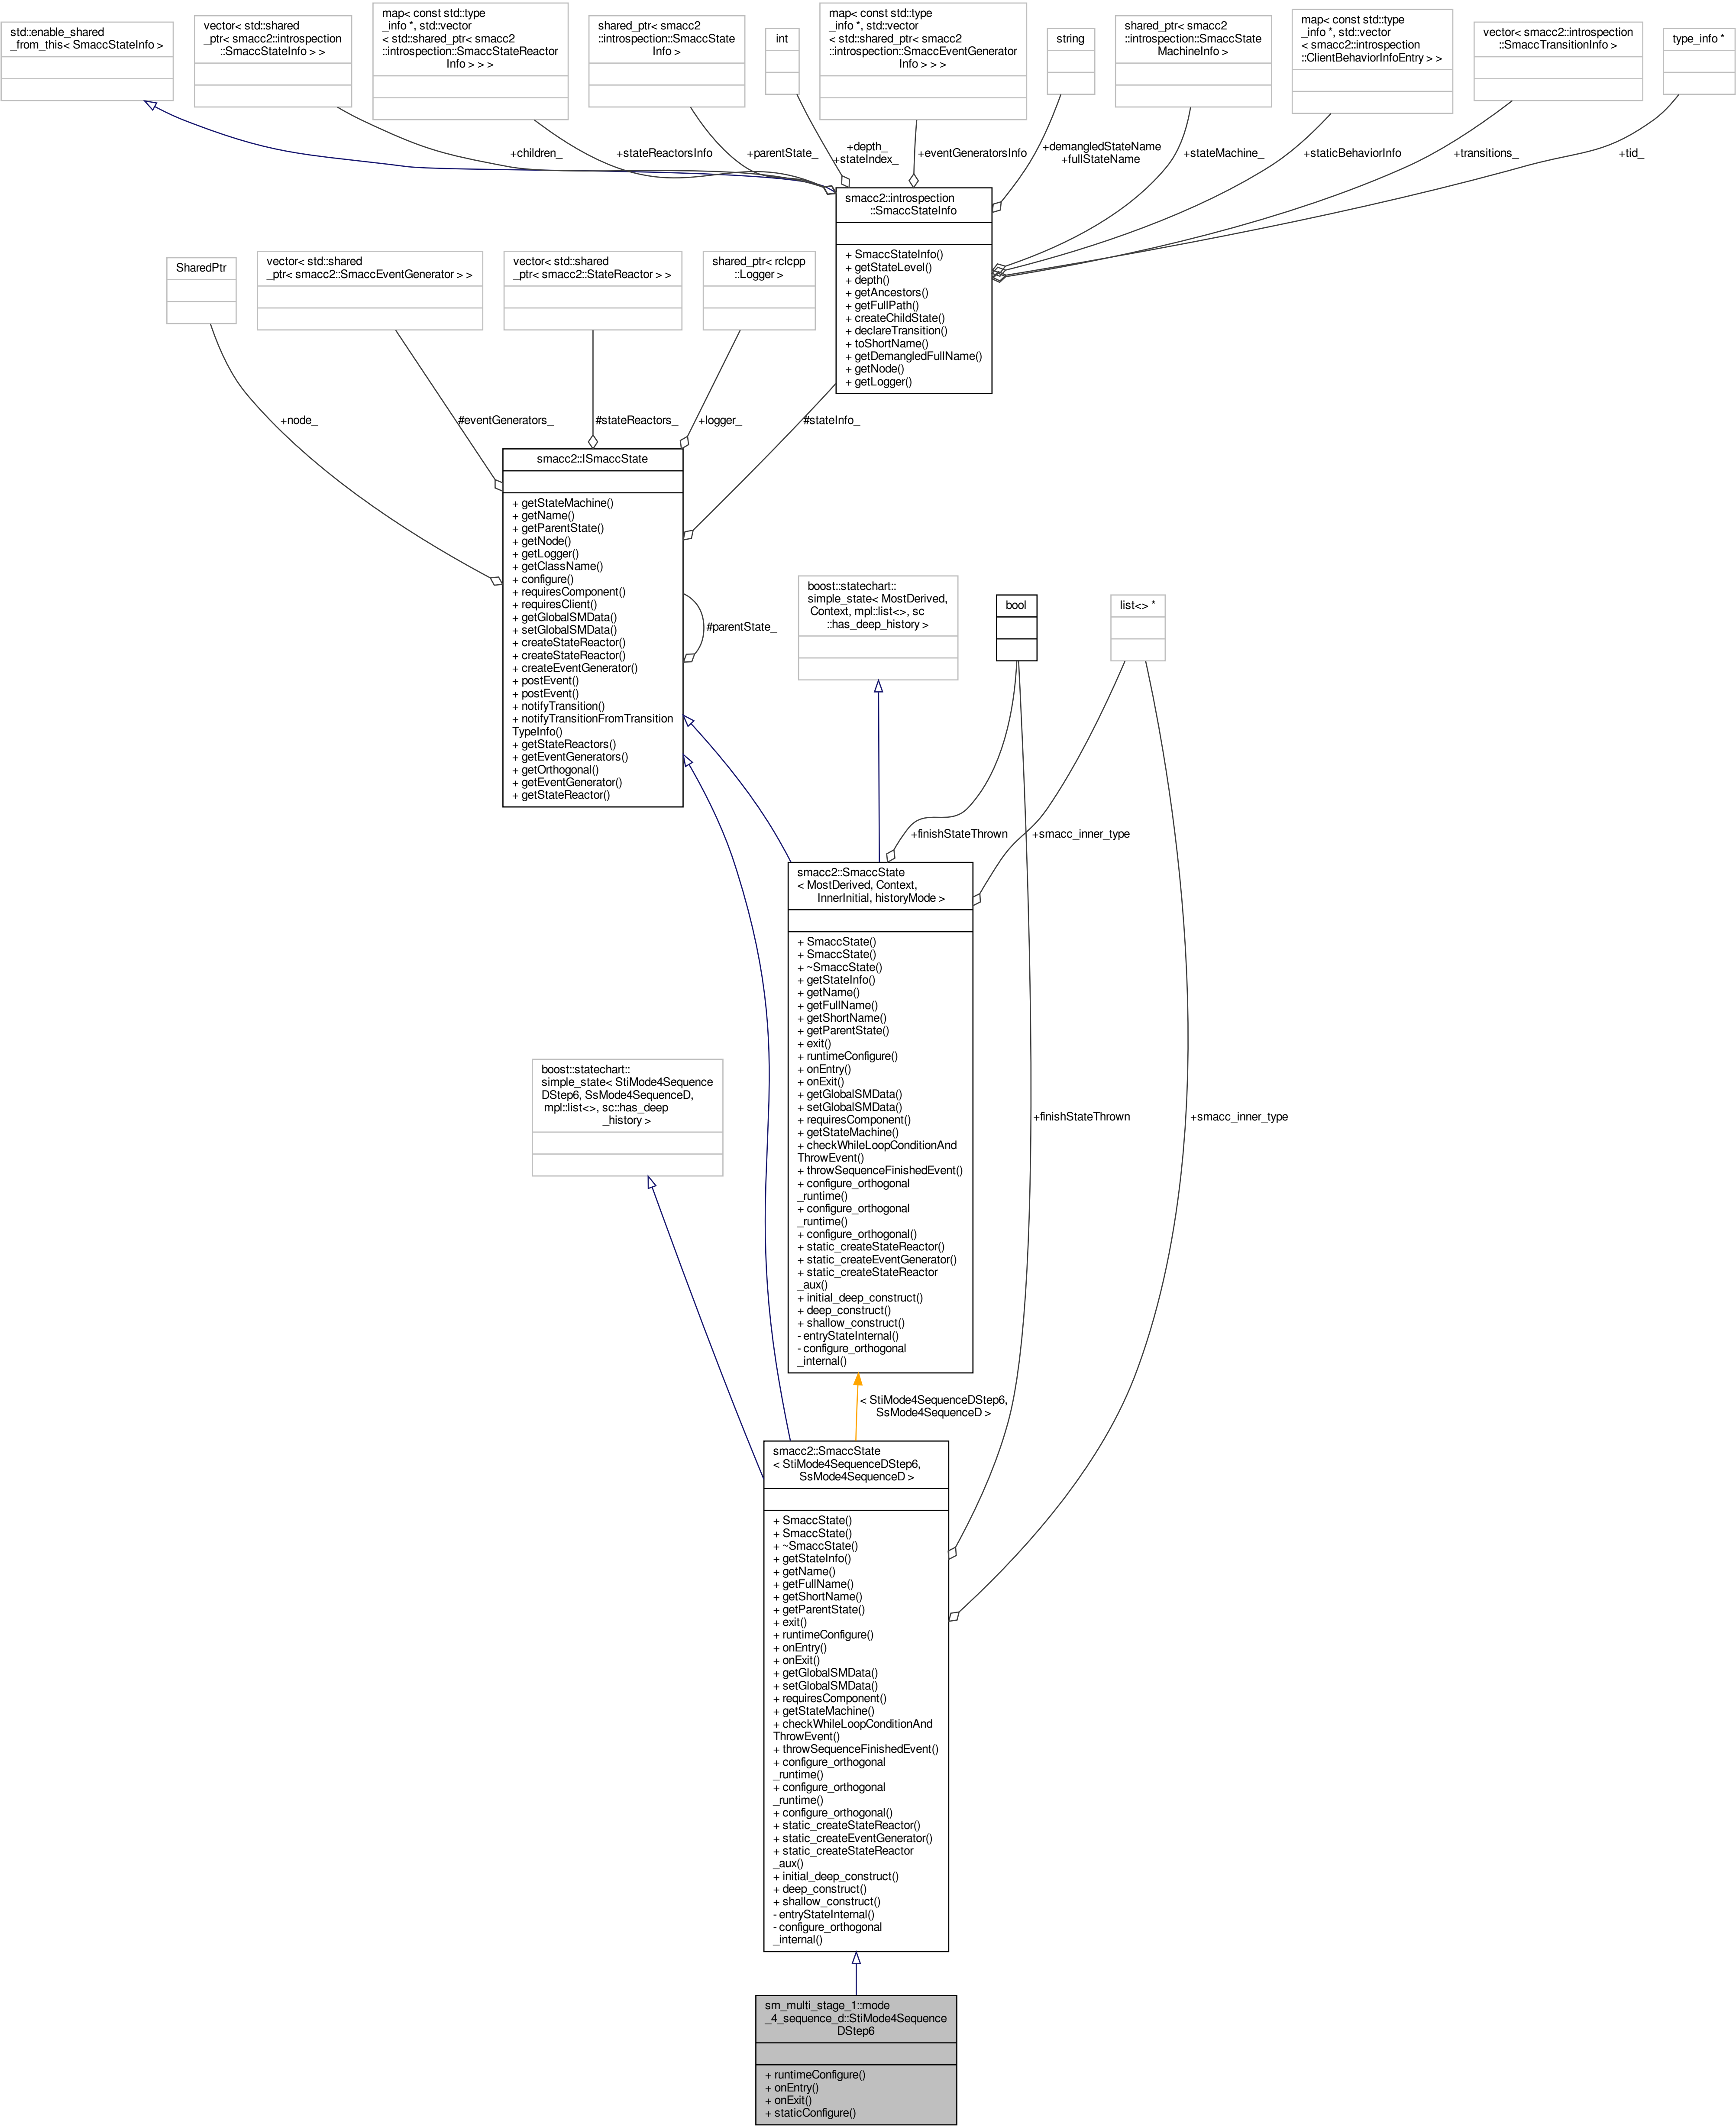 std::enable_shared
_from_this< SmaccStateInfo >
vector< std::shared
_ptr< smacc2::introspection
::SmaccStateInfo > >
map< const std::type
_info *, std::vector
< std::shared_ptr< smacc2
::introspection::SmaccStateReactor
Info > > >
shared_ptr< smacc2
::introspection::SmaccState
Info >
int
map< const std::type
_info *, std::vector
< std::shared_ptr< smacc2
::introspection::SmaccEventGenerator
Info > > >
string
shared_ptr< smacc2
::introspection::SmaccState
MachineInfo >
map< const std::type
_info *, std::vector
< smacc2::introspection
::ClientBehaviorInfoEntry > >
vector< smacc2::introspection
::SmaccTransitionInfo >
type_info *
+children_
+stateReactorsInfo
+parentState_
+depth_
+stateIndex_
+eventGeneratorsInfo
+demangledStateName
+fullStateName
+stateMachine_
+staticBehaviorInfo
+transitions_
+tid_
smacc2::introspection
::SmaccStateInfo
+ SmaccStateInfo()
+ getStateLevel()
+ depth()
+ getAncestors()
+ getFullPath()
+ createChildState()
+ declareTransition()
+ toShortName()
+ getDemangledFullName()
+ getNode()
+ getLogger()
SharedPtr
vector< std::shared
_ptr< smacc2::SmaccEventGenerator > >
vector< std::shared
_ptr< smacc2::StateReactor > >
shared_ptr< rclcpp
::Logger >
+node_
#eventGenerators_
#stateReactors_
+logger_
#stateInfo_
smacc2::ISmaccState
+ getStateMachine()
+ getName()
+ getParentState()
+ getNode()
+ getLogger()
+ getClassName()
+ configure()
+ requiresComponent()
+ requiresClient()
+ getGlobalSMData()
+ setGlobalSMData()
+ createStateReactor()
+ createStateReactor()
+ createEventGenerator()
+ postEvent()
+ postEvent()
+ notifyTransition()
+ notifyTransitionFromTransition
TypeInfo()
+ getStateReactors()
+ getEventGenerators()
+ getOrthogonal()
+ getEventGenerator()
+ getStateReactor()
#parentState_
boost::statechart::
simple_state< MostDerived,
Context, mpl::list<>, sc
::has_deep_history >
bool
list<> *
+finishStateThrown
+smacc_inner_type
smacc2::SmaccState
< MostDerived, Context,
InnerInitial, historyMode >
+ SmaccState()
+ SmaccState()
+ ~SmaccState()
+ getStateInfo()
+ getName()
+ getFullName()
+ getShortName()
+ getParentState()
+ exit()
+ runtimeConfigure()
+ onEntry()
+ onExit()
+ getGlobalSMData()
+ setGlobalSMData()
+ requiresComponent()
+ getStateMachine()
+ checkWhileLoopConditionAnd
ThrowEvent()
+ throwSequenceFinishedEvent()
+ configure_orthogonal
_runtime()
+ configure_orthogonal
_runtime()
+ configure_orthogonal()
+ static_createStateReactor()
+ static_createEventGenerator()
+ static_createStateReactor
_aux()
+ initial_deep_construct()
+ deep_construct()
+ shallow_construct()
- entryStateInternal()
- configure_orthogonal
_internal()
boost::statechart::
simple_state< StiMode4Sequence
DStep6, SsMode4SequenceD,
mpl::list<>, sc::has_deep
_history >
+finishStateThrown
+smacc_inner_type
< StiMode4SequenceDStep6,
SsMode4SequenceD >
smacc2::SmaccState
< StiMode4SequenceDStep6,
SsMode4SequenceD >
+ SmaccState()
+ SmaccState()
+ ~SmaccState()
+ getStateInfo()
+ getName()
+ getFullName()
+ getShortName()
+ getParentState()
+ exit()
+ runtimeConfigure()
+ onEntry()
+ onExit()
+ getGlobalSMData()
+ setGlobalSMData()
+ requiresComponent()
+ getStateMachine()
+ checkWhileLoopConditionAnd
ThrowEvent()
+ throwSequenceFinishedEvent()
+ configure_orthogonal
_runtime()
+ configure_orthogonal
_runtime()
+ configure_orthogonal()
+ static_createStateReactor()
+ static_createEventGenerator()
+ static_createStateReactor
_aux()
+ initial_deep_construct()
+ deep_construct()
+ shallow_construct()
- entryStateInternal()
- configure_orthogonal
_internal()
sm_multi_stage_1::mode
_4_sequence_d::StiMode4Sequence
DStep6
+ runtimeConfigure()
+ onEntry()
+ onExit()
+ staticConfigure()